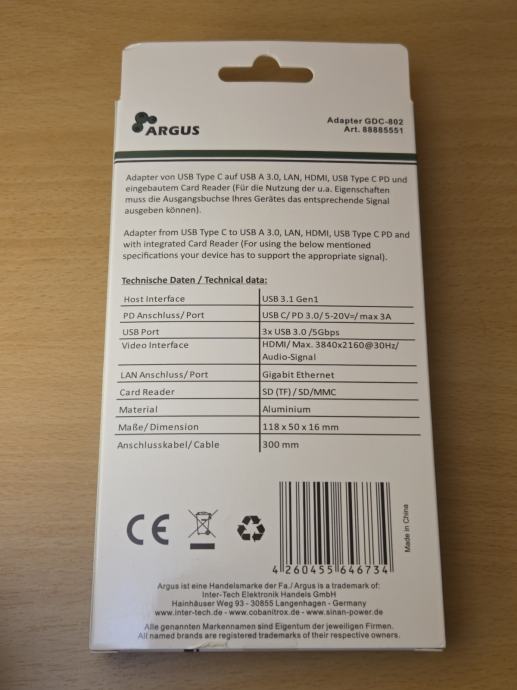 ARGUS
Adapter GDC-802
Art. 88885551
Adapter von USB Type C auf USB A 3.0, LAN, HDMI, USB Type C PD und
eingebautem Card Reader (Für die Nutzung der u.a. Eigenschaften
muss die Ausgangsbuchse Ihres Gerätes das entsprechende Signal
ausgeben können).
Adapter from USB Type C to USB A 3.0, LAN, HDMI, USB Type C PD and
with integrated Card Reader (For using the below mentioned
specifications your device has to support the appropriate signal).
Technische Daten / Technical data:
Host Interface USB 3.1 Gen1
PD Anschluss/ Port USB C/ PD 3.0/ 5-20V=/ max 3A
USB Port 3x USB 3.0 /5Gbps
Video Interface HDMI/ Max. 3840x2160@30Hz/
Audio-Signal
LAN Anschluss/ Port Gigabit Ethernet
Card Reader SD (TF) / SD/MMC
Material Aluminium
Maße/ Dimension 118 x 50 x 16 mm
Anschlusskabel/ Cable 300 mm
CE
Made in China
4 260455 646734
Argus ist eine Handelsmarke der Fa./ Argus is a trademark of:
Inter-Tech Elektronik Handels GmbH
Hainhäuser Weg 93 - 30855 Langenhagen - Germany
www.inter-tech.de - www.cobanitrox.de - www.sinan-power.de
Alle genannten Markennamen sind Eigentum der jeweiligen Firmen.
All named brands are registered trademarks of their respective owners.